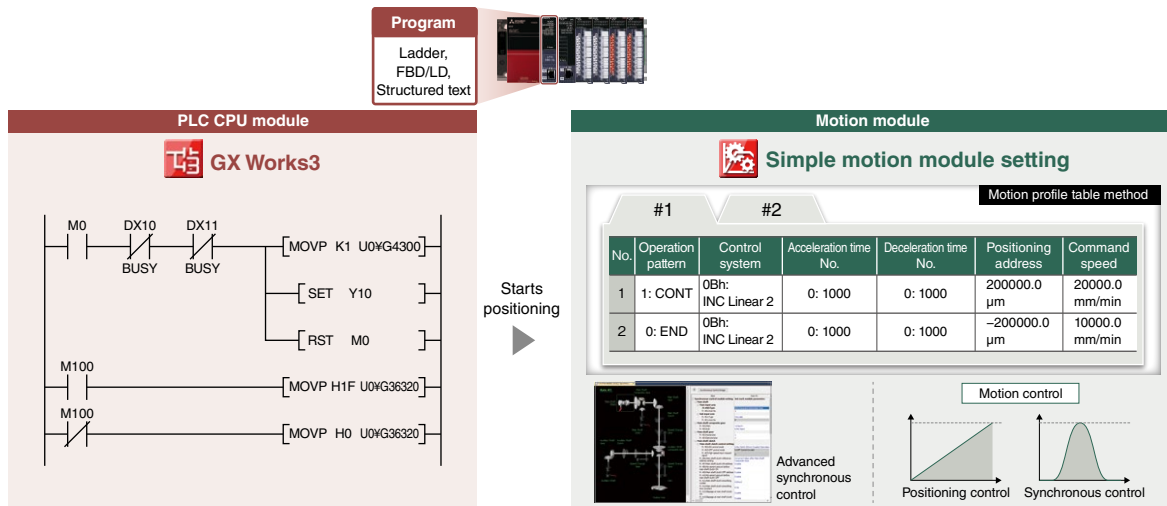 Program
Ladder,
FBD/LD,
Structured text
PLC CPU module
GX Works3
M0 DX10 DX11
BUSY BUSY
MOVP K1 U0¥G4300
SET Y10
RST M0
M100
MOVP H1F U0¥G36320
M100
MOVP H0 U0¥G36320
Starts
positioning
Motion module
Simple motion module setting
Motion profile table method
#1 #2
No. Operation pattern Control system Acceleration time No. Deceleration time No. Positioning address Command speed
1 1: CONT 0Bh: INC Linear 2 0: 1000 0: 1000 200000.0 µm 20000.0 mm/min
2 0: END 0Bh: INC Linear 2 0: 1000 0: 1000 −200000.0 µm 10000.0 mm/min
Advanced
synchronous
control
Motion control
Positioning control Synchronous control